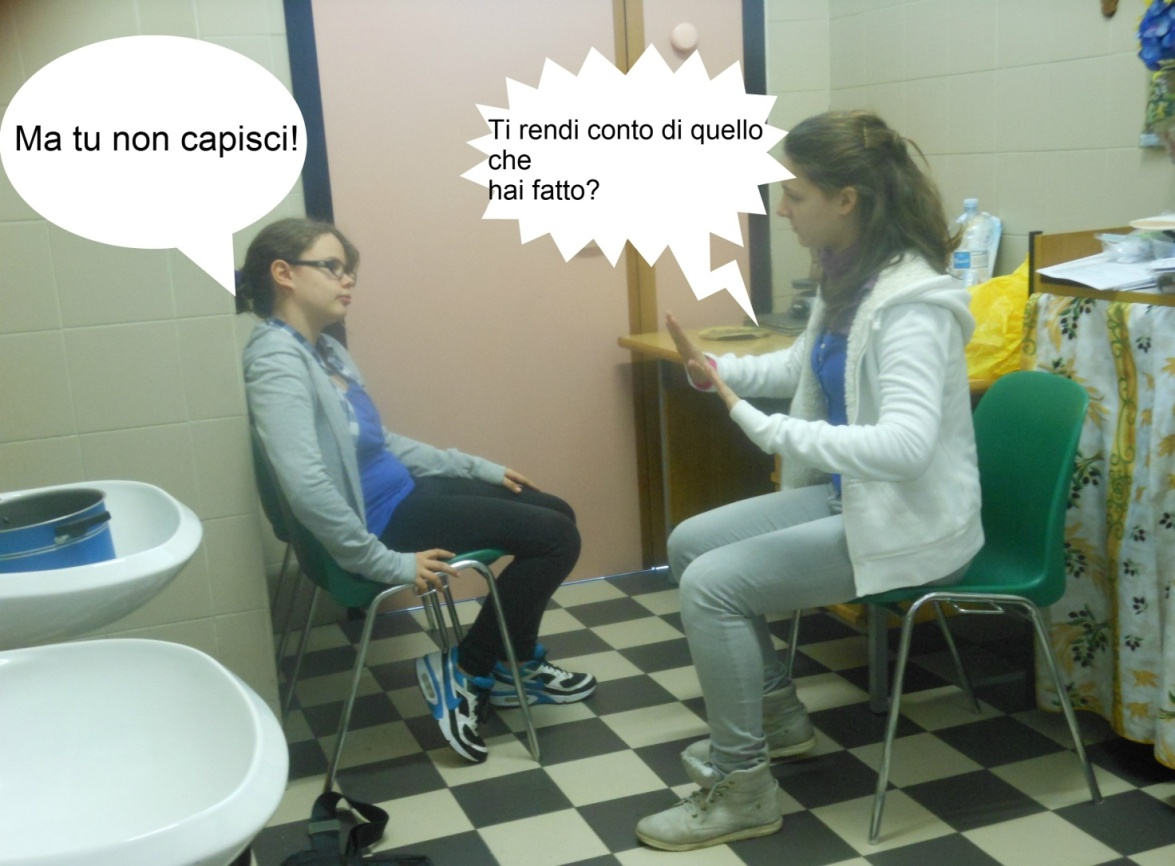 Ma tu non capisci!
Ti rendi conto di quello
che
hai fatto?